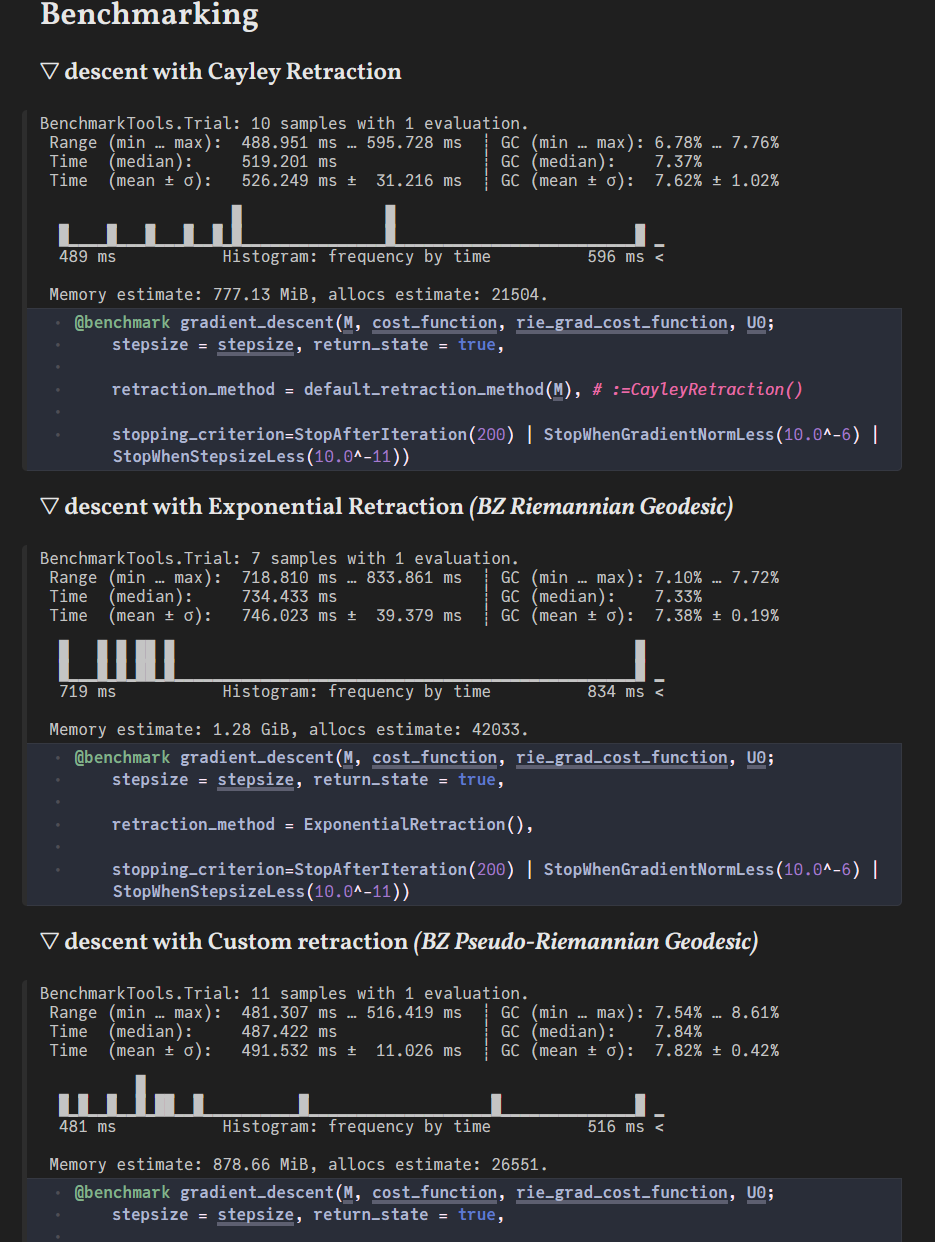 Benchmarking
▽ descent with Cayley Retraction
BenchmarkTools.Trial: 10 samples with 1 evaluation.
Range (min … max): 488.951 ms … 595.728 ms ┊ GC (min … max): 6.78% … 7.76%
Time (median): 519.201 ms ┊ GC (median): 7.37%
Time (mean ± σ): 526.249 ms ± 31.216 ms ┊ GC (mean ± σ): 7.62% ± 1.02%
489 ms Histogram: frequency by time 596 ms <
Memory estimate: 777.13 MiB, allocs estimate: 21504.
@benchmark gradient_descent(M, cost_function, rie_grad_cost_function, U0;
stepsize = stepsize, return_state = true,
retraction_method = default_retraction_method(M), # :=CayleyRetraction()
stopping_criterion=StopAfterIteration(200) | StopWhenGradientNormLess(10.0^-6) |
StopWhenStepsizeLess(10.0^-11))
▽ descent with Exponential Retraction (BZ Riemannian Geodesic)
BenchmarkTools.Trial: 7 samples with 1 evaluation.
Range (min … max): 718.810 ms … 833.861 ms ┊ GC (min … max): 7.10% … 7.72%
Time (median): 734.433 ms ┊ GC (median): 7.33%
Time (mean ± σ): 746.023 ms ± 39.379 ms ┊ GC (mean ± σ): 7.38% ± 0.19%
719 ms Histogram: frequency by time 834 ms <
Memory estimate: 1.28 GiB, allocs estimate: 42033.
@benchmark gradient_descent(M, cost_function, rie_grad_cost_function, U0;
stepsize = stepsize, return_state = true,
retraction_method = ExponentialRetraction(),
stopping_criterion=StopAfterIteration(200) | StopWhenGradientNormLess(10.0^-6) |
StopWhenStepsizeLess(10.0^-11))
▽ descent with Custom retraction (BZ Pseudo-Riemannian Geodesic)
BenchmarkTools.Trial: 11 samples with 1 evaluation.
Range (min … max): 481.307 ms … 516.419 ms ┊ GC (min … max): 7.54% … 8.61%
Time (median): 487.422 ms ┊ GC (median): 7.84%
Time (mean ± σ): 491.532 ms ± 11.026 ms ┊ GC (mean ± σ): 7.82% ± 0.42%
481 ms Histogram: frequency by time 516 ms <
Memory estimate: 878.66 MiB, allocs estimate: 26551.
@benchmark gradient_descent(M, cost_function, rie_grad_cost_function, U0;
stepsize = stepsize, return_state = true,